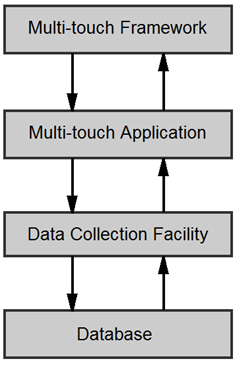 Multi-touch Framework
Multi-touch Application
Data Collection Facility
Database